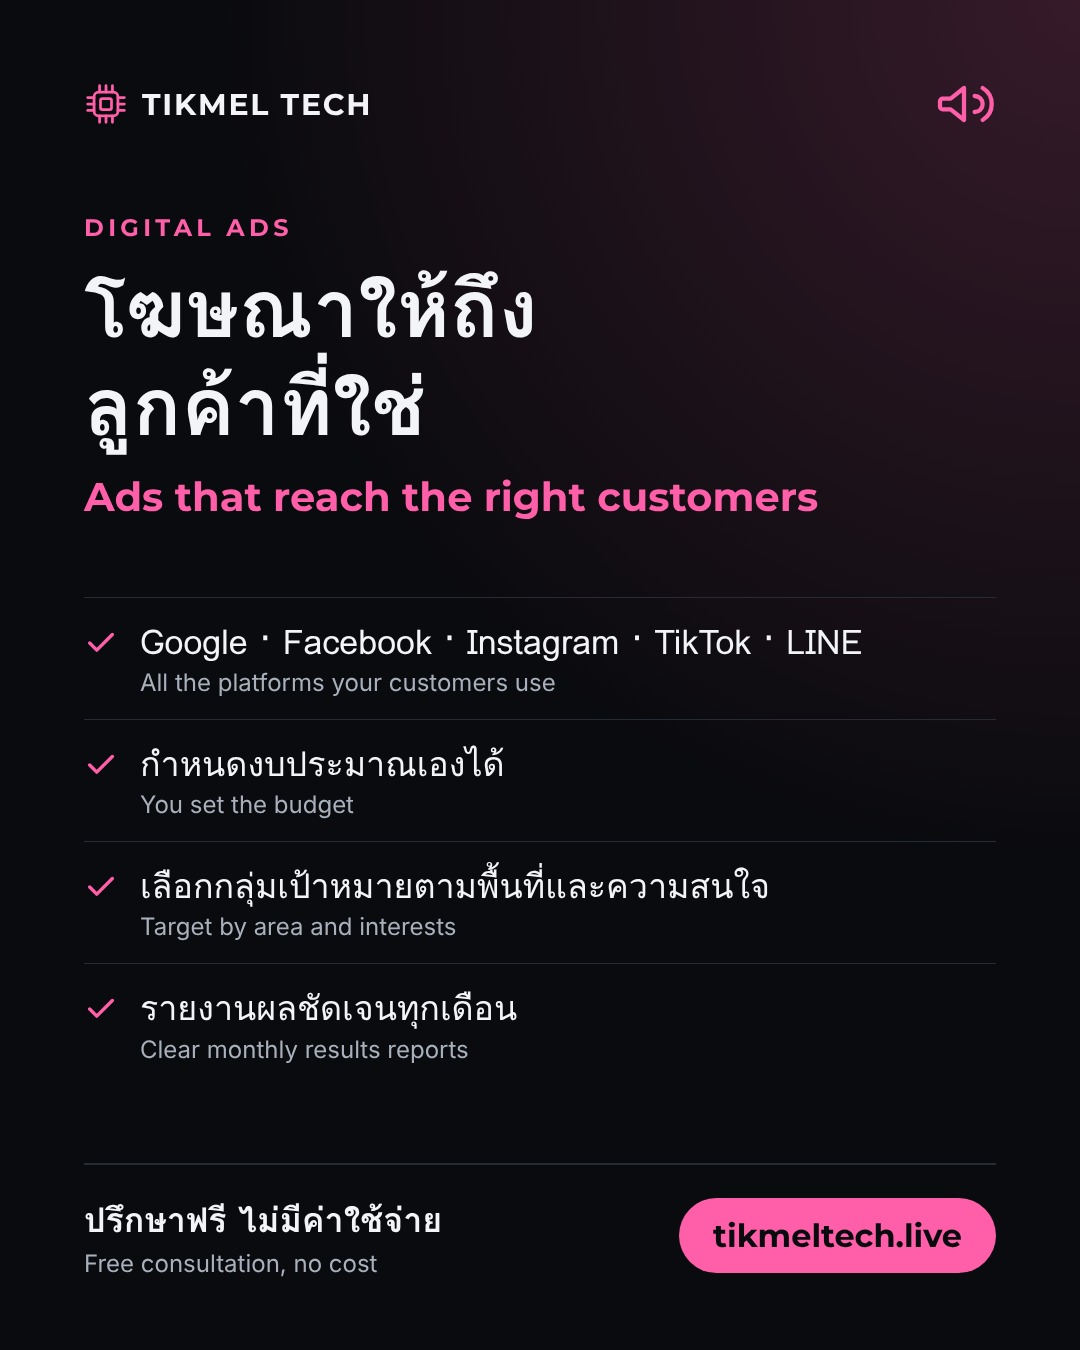 TIKMEL TECH
DIGITAL ADS
โฆษณาให้ถึง
ลูกค้าที่ใช่
Ads that reach the right customers
Google · Facebook · Instagram · TikTok · LINE
All the platforms your customers use
กำหนดงบประมาณเองได้
You set the budget
เลือกกลุ่มเป้าหมายตามพื้นที่และความสนใจ
Target by area and interests
รายงานผลชัดเจนทุกเดือน
Clear monthly results reports
ปรึกษาฟรี ไม่มีค่าใช้จ่าย
Free consultation, no cost
tikmeltech.live